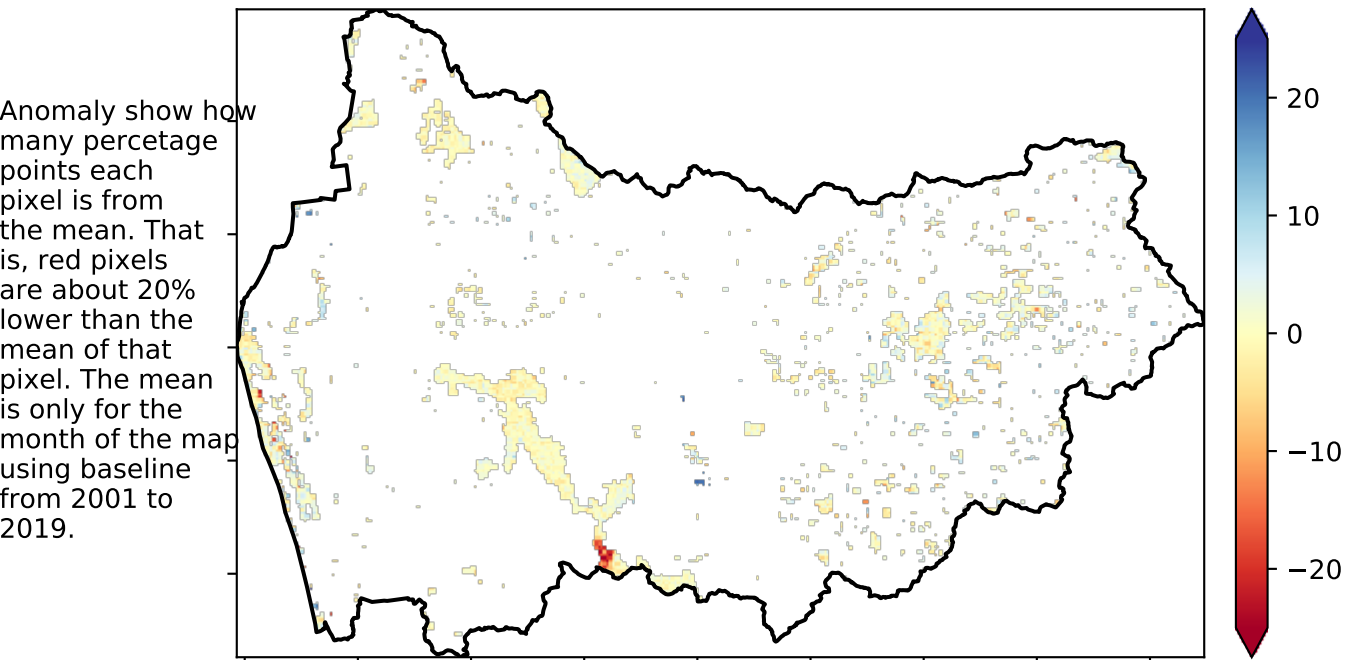 Anomaly show how
many percetage
points each
pixel is from
the mean. That
is, red pixels
are about 20%
lower than the
mean of that
pixel. The mean
is only for the
month of the map
using baseline
from 2001 to
2019.
20
10
0
−10
−20